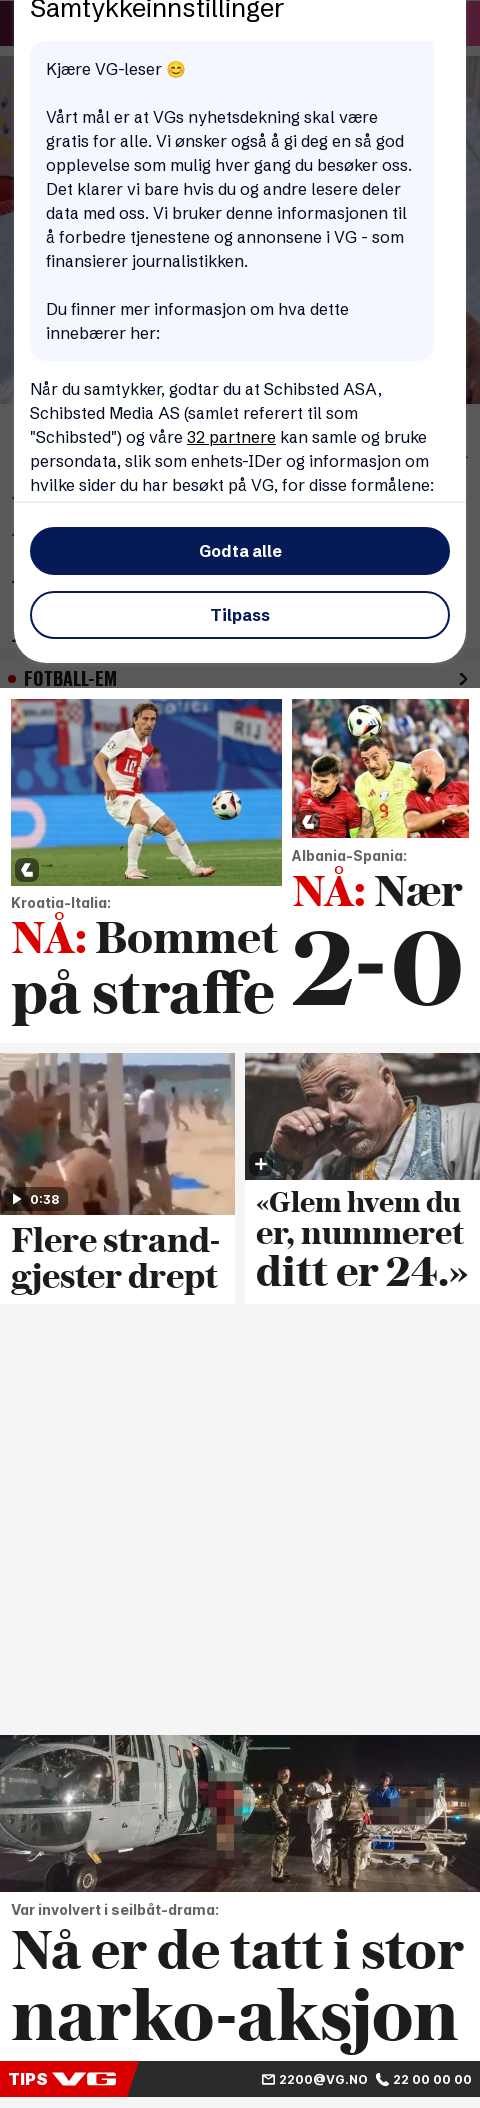 Samtykkeinnstillinger
Kjære VG-leser 😊
Vårt mål er at VGs nyhetsdekning skal være
gratis for alle. Vi ønsker også å gi deg en så god
opplevelse som mulig hver gang du besøker oss.
Det klarer vi bare hvis du og andre lesere deler
data med oss. Vi bruker denne informasjonen til
å forbedre tjenestene og annonsene i VG - som
finansierer journalistikken.
Du finner mer informasjon om hva dette
innebærer her:
Når du samtykker, godtar du at Schibsted ASA,
Schibsted Media AS (samlet referert til som
"Schibsted") og våre 32 partnere kan samle og bruke
persondata, slik som enhets-IDer og informasjon om
hvilke sider du har besøkt på VG, for disse formålene:
Godta alle
Tilpass
FOTBALL-EM
Kroatia-Italia:
NÅ: Bommet
på straffe
Albania-Spania:
NÅ: Nær
2-0
0:38
Flere strand-
gjester drept
«Glem hvem du
er, nummeret
ditt er 24.»
Var involvert i seilbåt-drama:
Nå er de tatt i stor
narko-aksjon
TIPS VG
2200@VG.NO 22 00 00 00